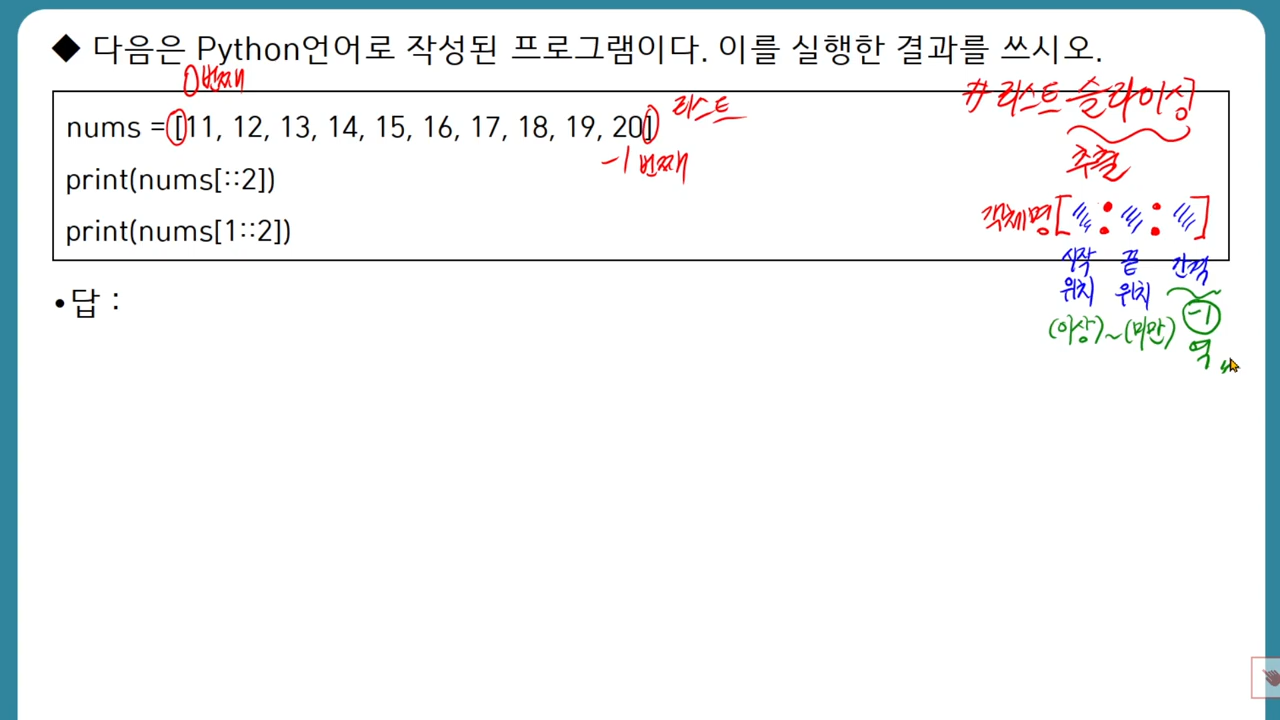 ◆ 다음은 Python언어로 작성된 프로그램이다. 이를 실행한 결과를 쓰시오.
0번째
# 리스트 슬라이싱
nums = [11, 12, 13, 14, 15, 16, 17, 18, 19, 20]
리스트
-1 번째
추출
print(nums[::2])
print(nums[1::2])
객체명[ : : ]
시작 위치
끝 위치
간격
(이상)~(미만)
-1
역
•답 :